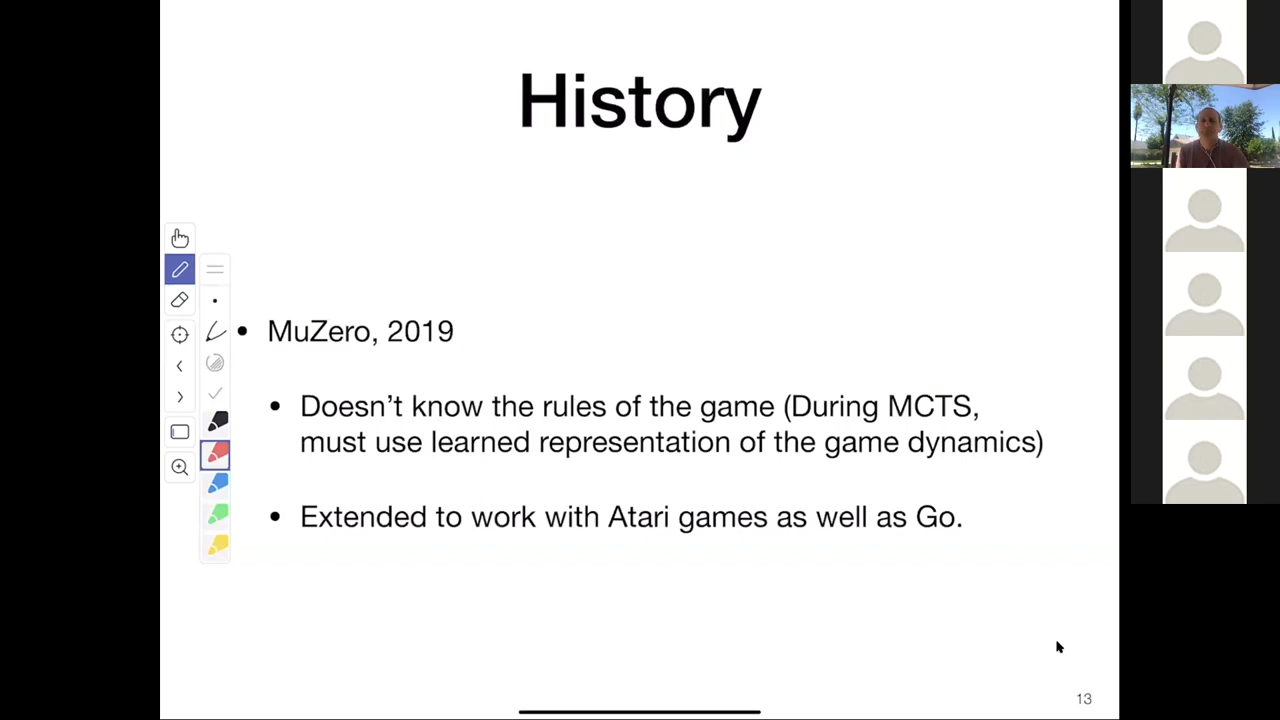 History
• MuZero, 2019
• Doesn’t know the rules of the game (During MCTS,
must use learned representation of the game dynamics)
• Extended to work with Atari games as well as Go.
13